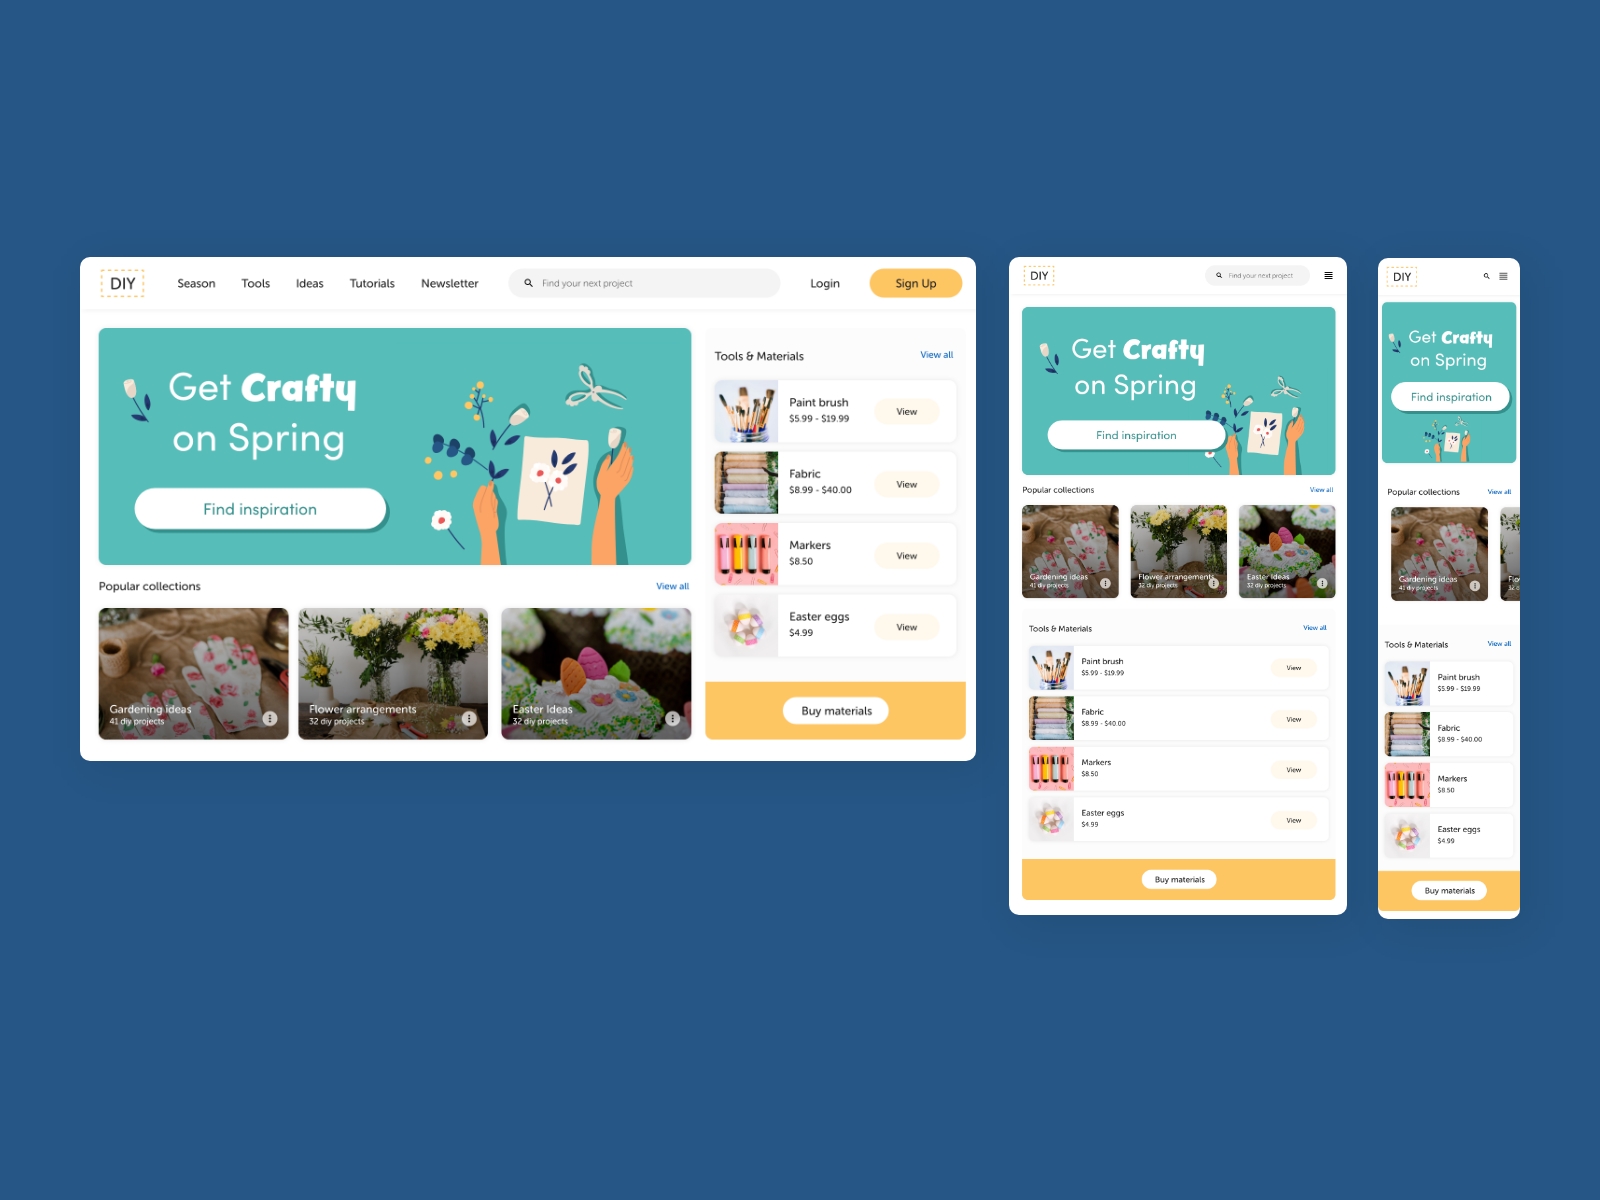 DIY
Season
Tools
Ideas
Tutorials
Newsletter
Find your next project
Login
Sign Up
Get Crafty
on Spring
Find inspiration
Popular collections
View all
Gardening ideas
41 diy projects
Flower arrangements
32 diy projects
Easter Ideas
32 diy projects
Tools & Materials
View all
Paint brush
$5.99 - $19.99
View
Fabric
$8.99 - $40.00
View
Markers
$8.50
View
Easter eggs
$4.99
View
Buy materials
DIY
Find your next project
Get Crafty
on Spring
Find inspiration
Popular collections
View all
Gardening ideas
41 diy projects
Flower arrangements
32 diy projects
Easter Ideas
32 diy projects
Tools & Materials
View all
Paint brush
$5.99 - $19.99
View
Fabric
$8.99 - $40.00
View
Markers
$8.50
View
Easter eggs
$4.99
View
Buy materials
DIY
Get Crafty
on Spring
Find inspiration
Popular collections
View all
Gardening ideas
41 diy projects
Flo
32 d
Tools & Materials
View all
Paint brush
$5.99 - $19.99
Fabric
$8.99 - $40.00
Markers
$8.50
Easter eggs
$4.99
Buy materials